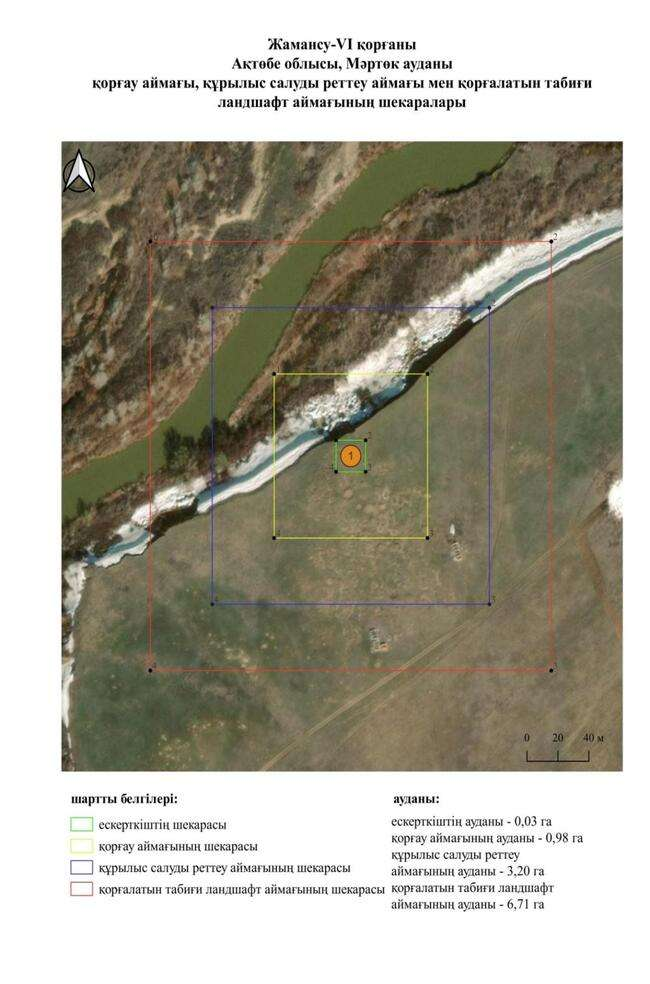 Жамансу-VI қорғаны
Ақтөбе облысы, Мәртөк ауданы
қорғау аймағы, құрылыс салуды реттеу аймағы мен қорғалатын табиғи
ландшафт аймағының шекаралары
1
2
1
0 20 40 м
шартты белгілері:
ескерткіштің шекарасы
қорғау аймағының шекарасы
құрылыс салуды реттеу аймағының шекарасы
қорғалатын табиғи ландшафт аймағының шекарасы
ауданы:
ескерткіштің ауданы - 0,03 га
қорғау аймағының ауданы - 0,98 га
құрылыс салуды реттеу
аймағының ауданы - 3,20 га
қорғалатын табиғи ландшафт
аймағының ауданы - 6,71 га